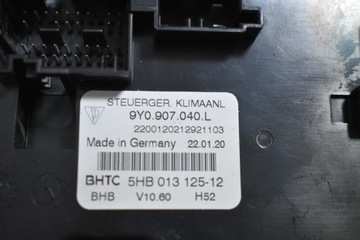 STEUERGER. KLIMAANL
9Y0.907.040.L
2200120212921103
Made in Germany 22.01.20
BHTC 5HB 013 125-12
BHB V10.60 H52